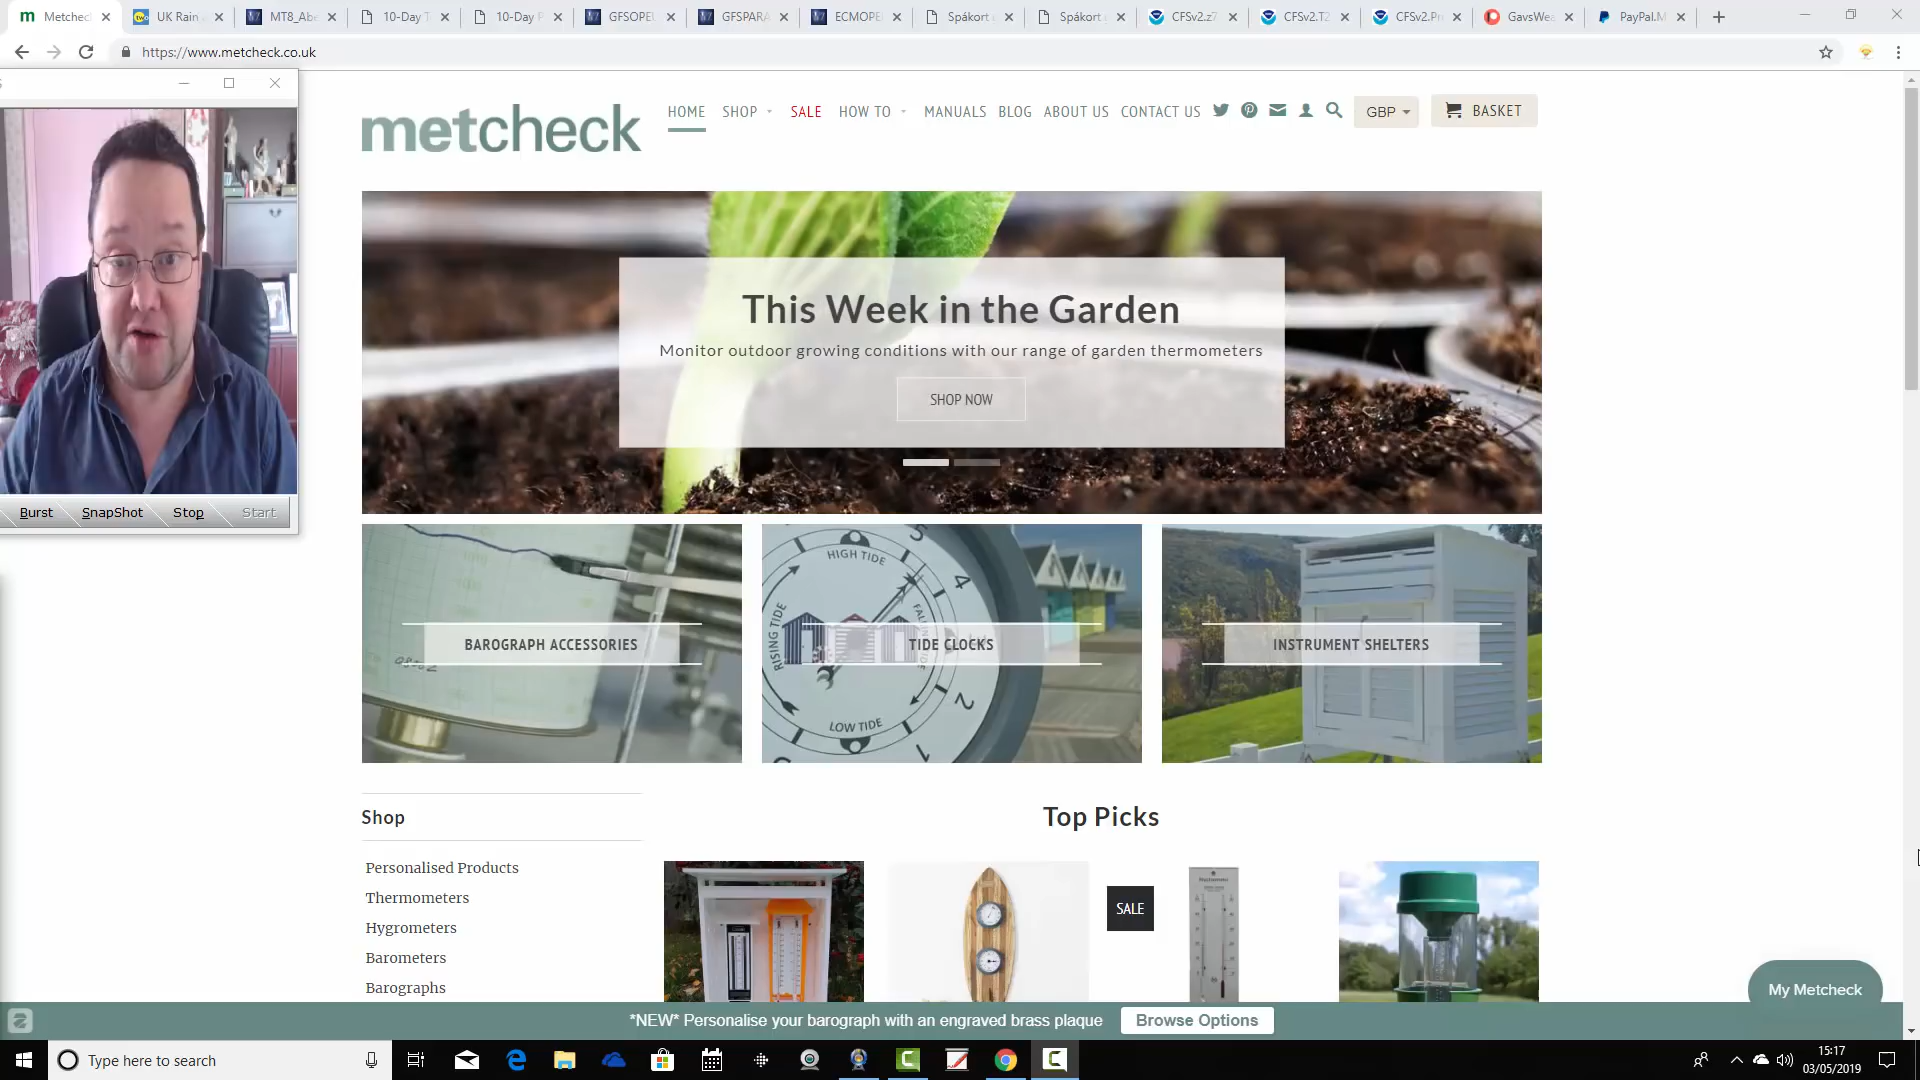 Metchec
UK Rain
MT8_Abe
10-Day T
10-Day P
GFSOPE
GFSPARA
ECMOPE
Spákort
Spákort
CFSv2.z7
CFSv2.T2
CFSv2.Pr
GavsWea
PayPal.M
https://www.metcheck.co.uk
metcheck
HOME SHOP SALE HOW TO MANUALS BLOG ABOUT US CONTACT US GBP BASKET
This Week in the Garden
Monitor outdoor growing conditions with our range of garden thermometers
SHOP NOW
Burst SnapShot Stop Start
HIGH TIDE
5
4
2
1
RISING TIDE
LOW TIDE
BAROGRAPH ACCESSORIES
TIDE CLOCKS
INSTRUMENT SHELTERS
Shop
Top Picks
Personalised Products
Thermometers
Hygrometers
Barometers
Barographs
SALE
My Metcheck
*NEW* Personalise your barograph with an engraved brass plaque Browse Options
Type here to search
15:17
03/05/2019